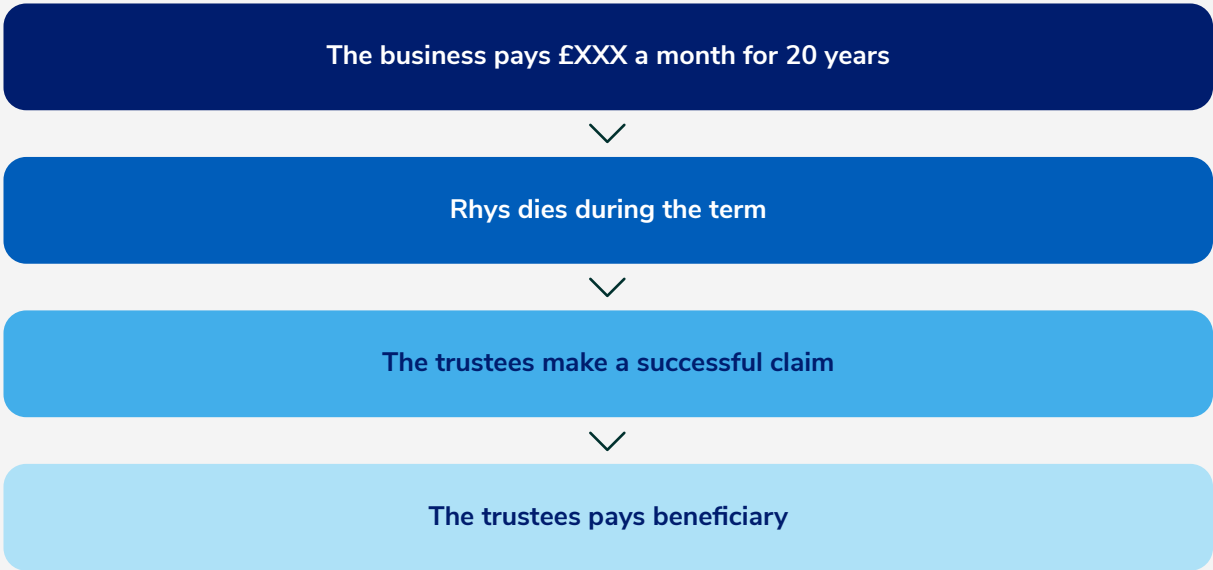 The business pays £XXX a month for 20 years
Rhys dies during the term
The trustees make a successful claim
The trustees pays beneficiary